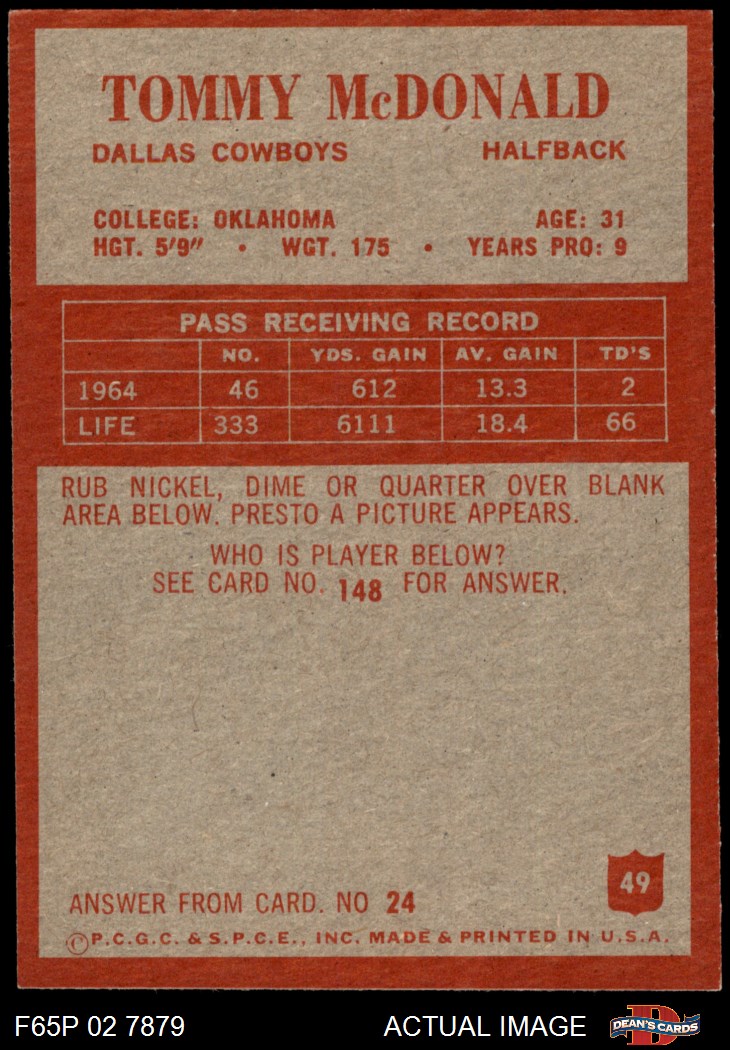 TOMMY McDONALD
DALLAS COWBOYS HALFBACK
COLLEGE: OKLAHOMA AGE: 31
HGT. 5'9" • WGT. 175 • YEARS PRO: 9
PASS RECEIVING RECORD
NO. YDS. GAIN AV. GAIN TD'S
1964 46 612 13.3 2
LIFE 333 6111 18.4 66
RUB NICKEL, DIME OR QUARTER OVER BLANK
AREA BELOW. PRESTO A PICTURE APPEARS.
WHO IS PLAYER BELOW?
SEE CARD NO. 148 FOR ANSWER.
49
ANSWER FROM CARD. NO 24
©P.C.G.C. & S.P.C.E., INC. MADE & PRINTED IN U.S.A.
F65P 02 7879 ACTUAL IMAGE DEAN'S CARDS